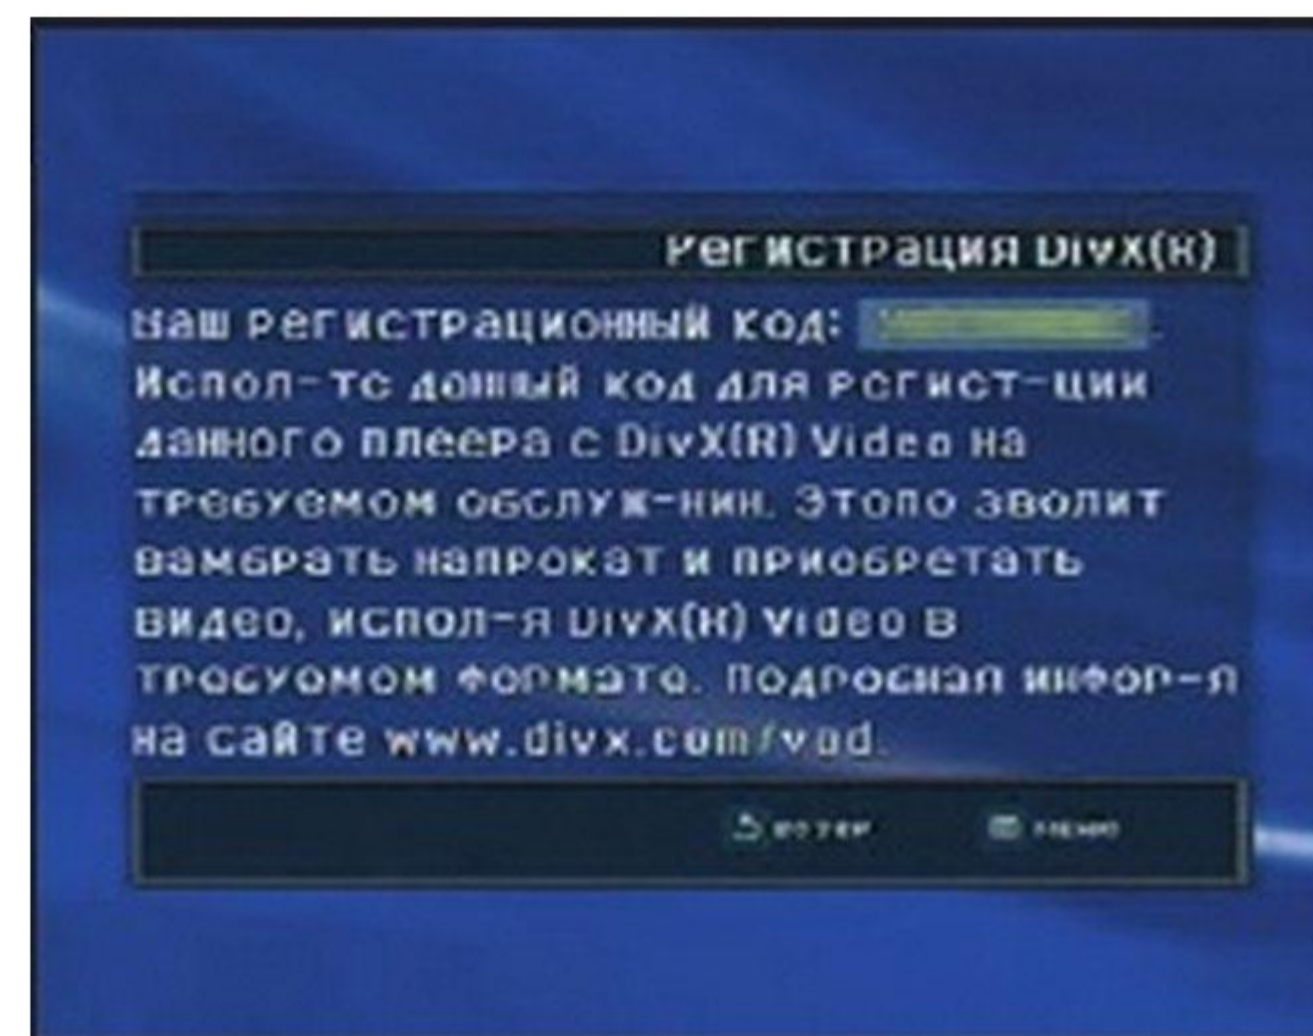 Регистрация DivX(R)
Ваш регистрационный код:
Испол-те данный код для регист-ции
данного плеера с DivX(R) Video на
требуемом обслуж-нии. Этопо зволит
вамбрать напрокат и приобретать
видео, испол-я DivX(R) Video в
требуемом формате. Подробная инфор-я
на сайте www.divx.com/vod.
меню